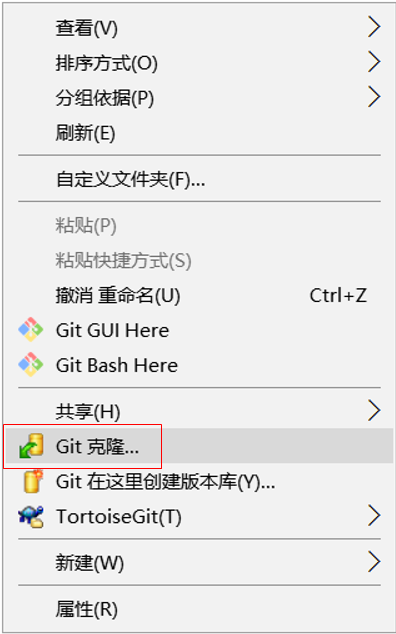 查看(V)
排序方式(O)
分组依据(P)
刷新(E)
自定义文件夹(F)...
粘贴(P)
粘贴快捷方式(S)
撤消 重命名(U) Ctrl+Z
Git GUI Here
Git Bash Here
共享(H)
Git 克隆...
Git 在这里创建版本库(Y)...
TortoiseGit(T)
新建(W)
属性(R)